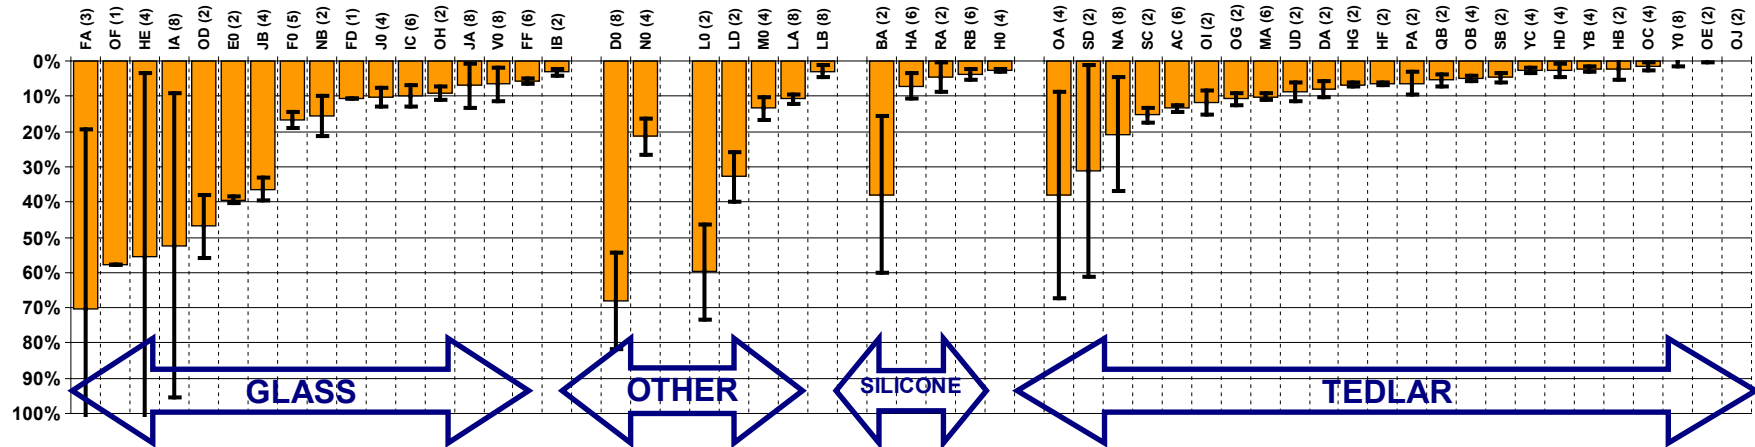 FA (3)
OF (1)
HE (4)
IA (8)
OD (2)
E0 (2)
JB (4)
F0 (5)
NB (2)
FD (1)
J0 (4)
IC (6)
OH (2)
JA (8)
V0 (8)
FF (6)
IB (2)
D0 (8)
N0 (4)
L0 (2)
LD (2)
M0 (4)
LA (8)
LB (8)
BA (2)
HA (6)
RA (2)
RB (6)
H0 (4)
OA (4)
SD (2)
NA (8)
SC (2)
AC (6)
OI (2)
OG (2)
MA (6)
UD (2)
DA (2)
HG (2)
HF (2)
PA (2)
QB (2)
OB (4)
SB (2)
YC (4)
HD (4)
YB (4)
HB (2)
OC (4)
Y0 (8)
OE (2)
OJ (2)
0%
10%
20%
30%
40%
50%
60%
70%
80%
90%
100%
GLASS
OTHER
SILICONE
TEDLAR